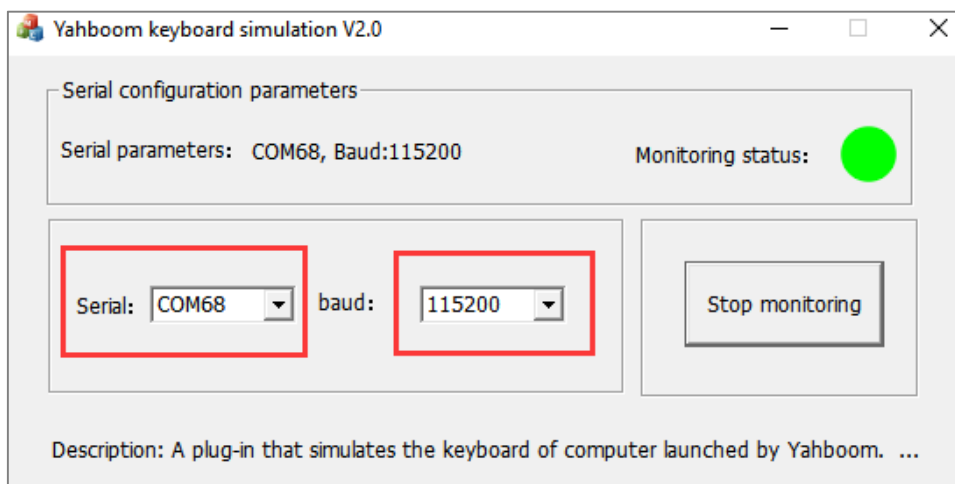 Yahboom keyboard simulation V2.0
Serial configuration parameters
Serial parameters: COM68, Baud:115200 Monitoring status:
Serial: COM68 baud: 115200 Stop monitoring
Description: A plug-in that simulates the keyboard of computer launched by Yahboom. ...